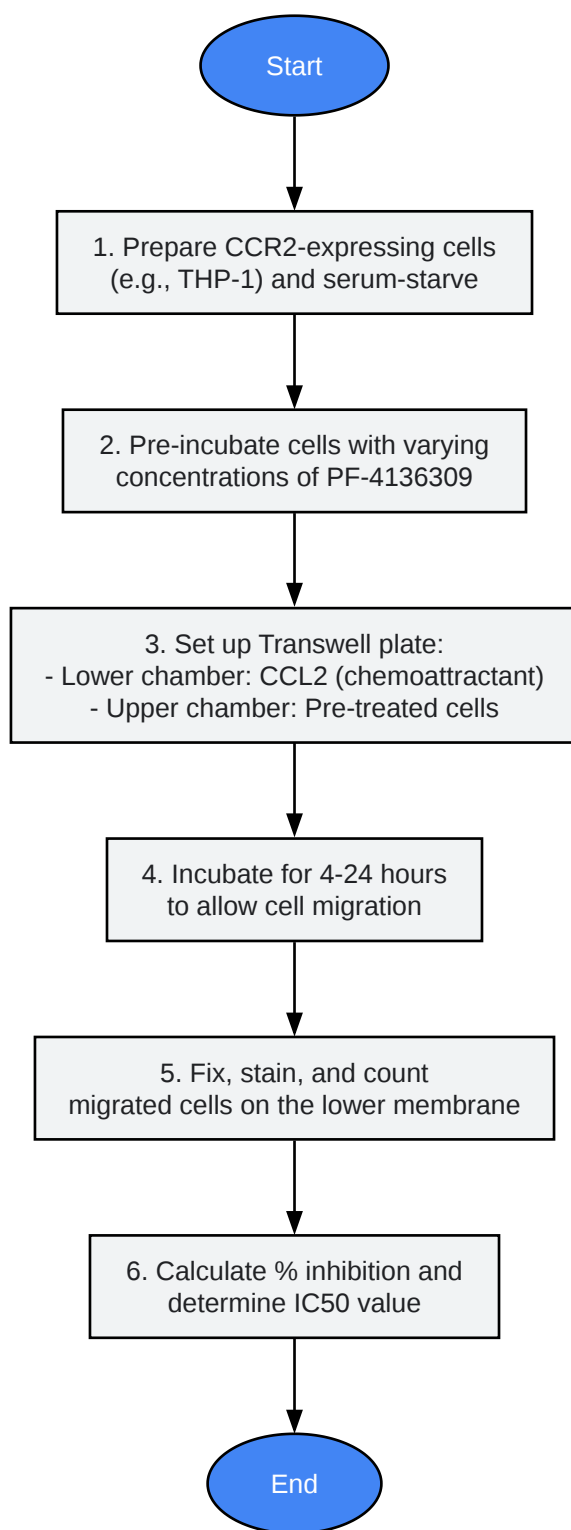 Start
1. Prepare CCR2-expressing cells
(e.g., THP-1) and serum-starve
2. Pre-incubate cells with varying
concentrations of PF-4136309
3. Set up Transwell plate:
- Lower chamber: CCL2 (chemoattractant)
- Upper chamber: Pre-treated cells
4. Incubate for 4-24 hours
to allow cell migration
5. Fix, stain, and count
migrated cells on the lower membrane
6. Calculate % inhibition and
determine IC50 value
End